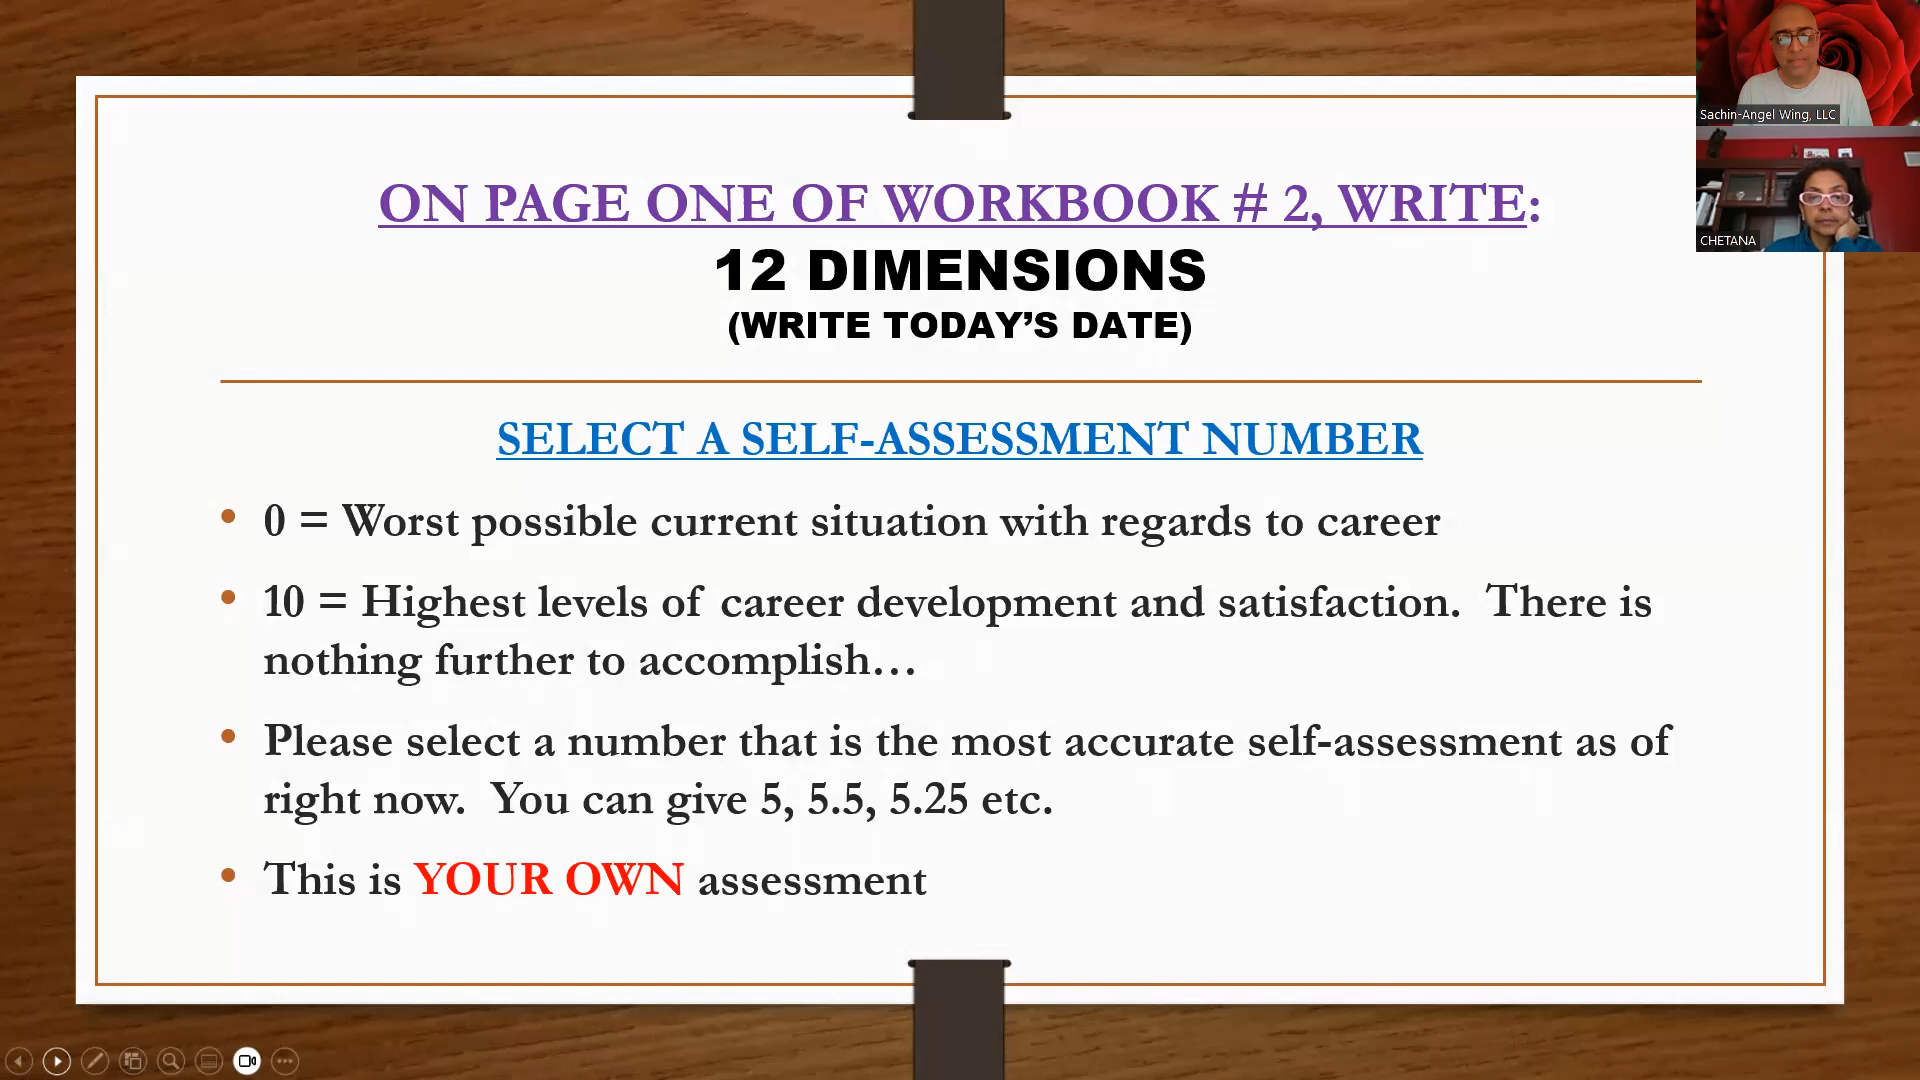 ON PAGE ONE OF WORKBOOK # 2, WRITE:
12 DIMENSIONS
(WRITE TODAY’S DATE)
SELECT A SELF-ASSESSMENT NUMBER
• 0 = Worst possible current situation with regards to career
• 10 = Highest levels of career development and satisfaction. There is
nothing further to accomplish…
• Please select a number that is the most accurate self-assessment as of
right now. You can give 5, 5.5, 5.25 etc.
• This is YOUR OWN assessment
Sachin-Angel Wing, LLC
CHETANA